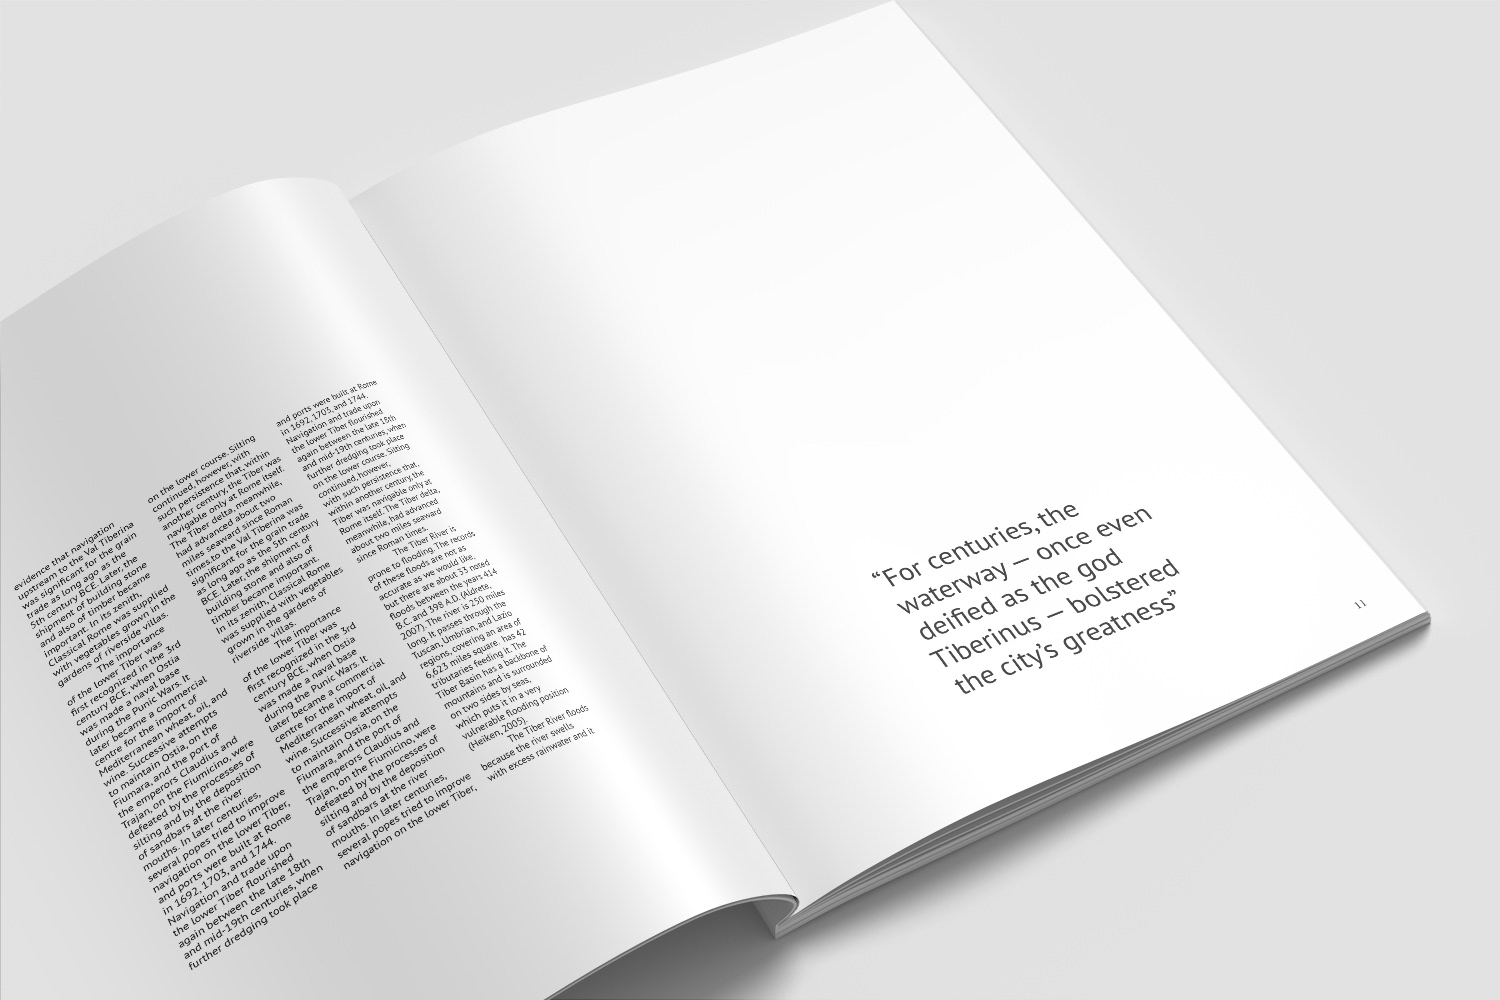 evidence that navigation
upstream to the Val Tiberina
was significant for the grain
trade as long ago as the
5th century BCE. Later, the
shipment of building stone
and also of timber became
important. In its zenith,
Classical Rome was supplied
with vegetables grown in the
gardens of riverside villas.
The importance
of the lower Tiber was
first recognized in the 3rd
century BCE, when Ostia
was made a naval base
during the Punic Wars. It
later became a commercial
centre for the import of
Mediterranean wheat, oil, and
wine. Successive attempts
to maintain Ostia, on the
Fiumara, and the port of
the emperors Claudius and
Trajan, on the Fiumicino, were
defeated by the processes of
silting and by the deposition
of sandbars at the river
mouths. In later centuries,
several popes tried to improve
navigation on the lower Tiber,
and ports were built at Rome
in 1692, 1703, and 1744.
Navigation and trade upon
the lower Tiber flourished
again between the late 18th
and mid-19th centuries, when
further dredging took place
on the lower course. Silting
continued, however, with
such persistence that, within
another century, the Tiber was
navigable only at Rome itself.
The Tiber delta, meanwhile,
had advanced about two
miles seaward since Roman
times. to the Val Tiberina was
significant for the grain trade
as long ago as the 5th century
BCE. Later, the shipment of
building stone and also of
timber became important.
In its zenith, Classical Rome
was supplied with vegetables
grown in the gardens of
riverside villas.
The importance
of the lower Tiber was
first recognized in the 3rd
century BCE, when Ostia
was made a naval base
during the Punic Wars. It
later became a commercial
centre for the import of
Mediterranean wheat, oil, and
wine. Successive attempts
to maintain Ostia, on the
Fiumara, and the port of
the emperors Claudius and
Trajan, on the Fiumicino, were
defeated by the processes of
silting and by the deposition
of sandbars at the river
mouths. In later centuries,
several popes tried to improve
navigation on the lower Tiber,
and ports were built at Rome
in 1692, 1703, and 1744.
Navigation and trade upon
the lower Tiber flourished
again between the late 18th
and mid-19th centuries, when
further dredging took place
on the lower course. Silting
continued, however,
with such persistence that,
within another century, the
Tiber was navigable only at
Rome itself. The Tiber delta,
meanwhile, had advanced
about two miles seaward
since Roman times.
The Tiber River is
prone to flooding. The records
of these floods are not as
accurate as we would like,
but there are about 33 noted
floods between the years 414
B.C. and 398 A.D. (Aldrete,
2007). The river is 250 miles
long. It passes through the
Tuscan, Umbrian, and Lazio
regions, covering an area of
6,623 miles square. has 42
tributaries feeding it. The
Tiber Basin has a backbone of
mountains and is surrounded
on two sides by seas,
which puts it in a very
vulnerable flooding position
(Heiken, 2005).
The Tiber River floods
because the river swells
with excess rainwater and it
“For centuries, the
waterway — once even
deified as the god
Tiberinus — bolstered
the city’s greatness”
11